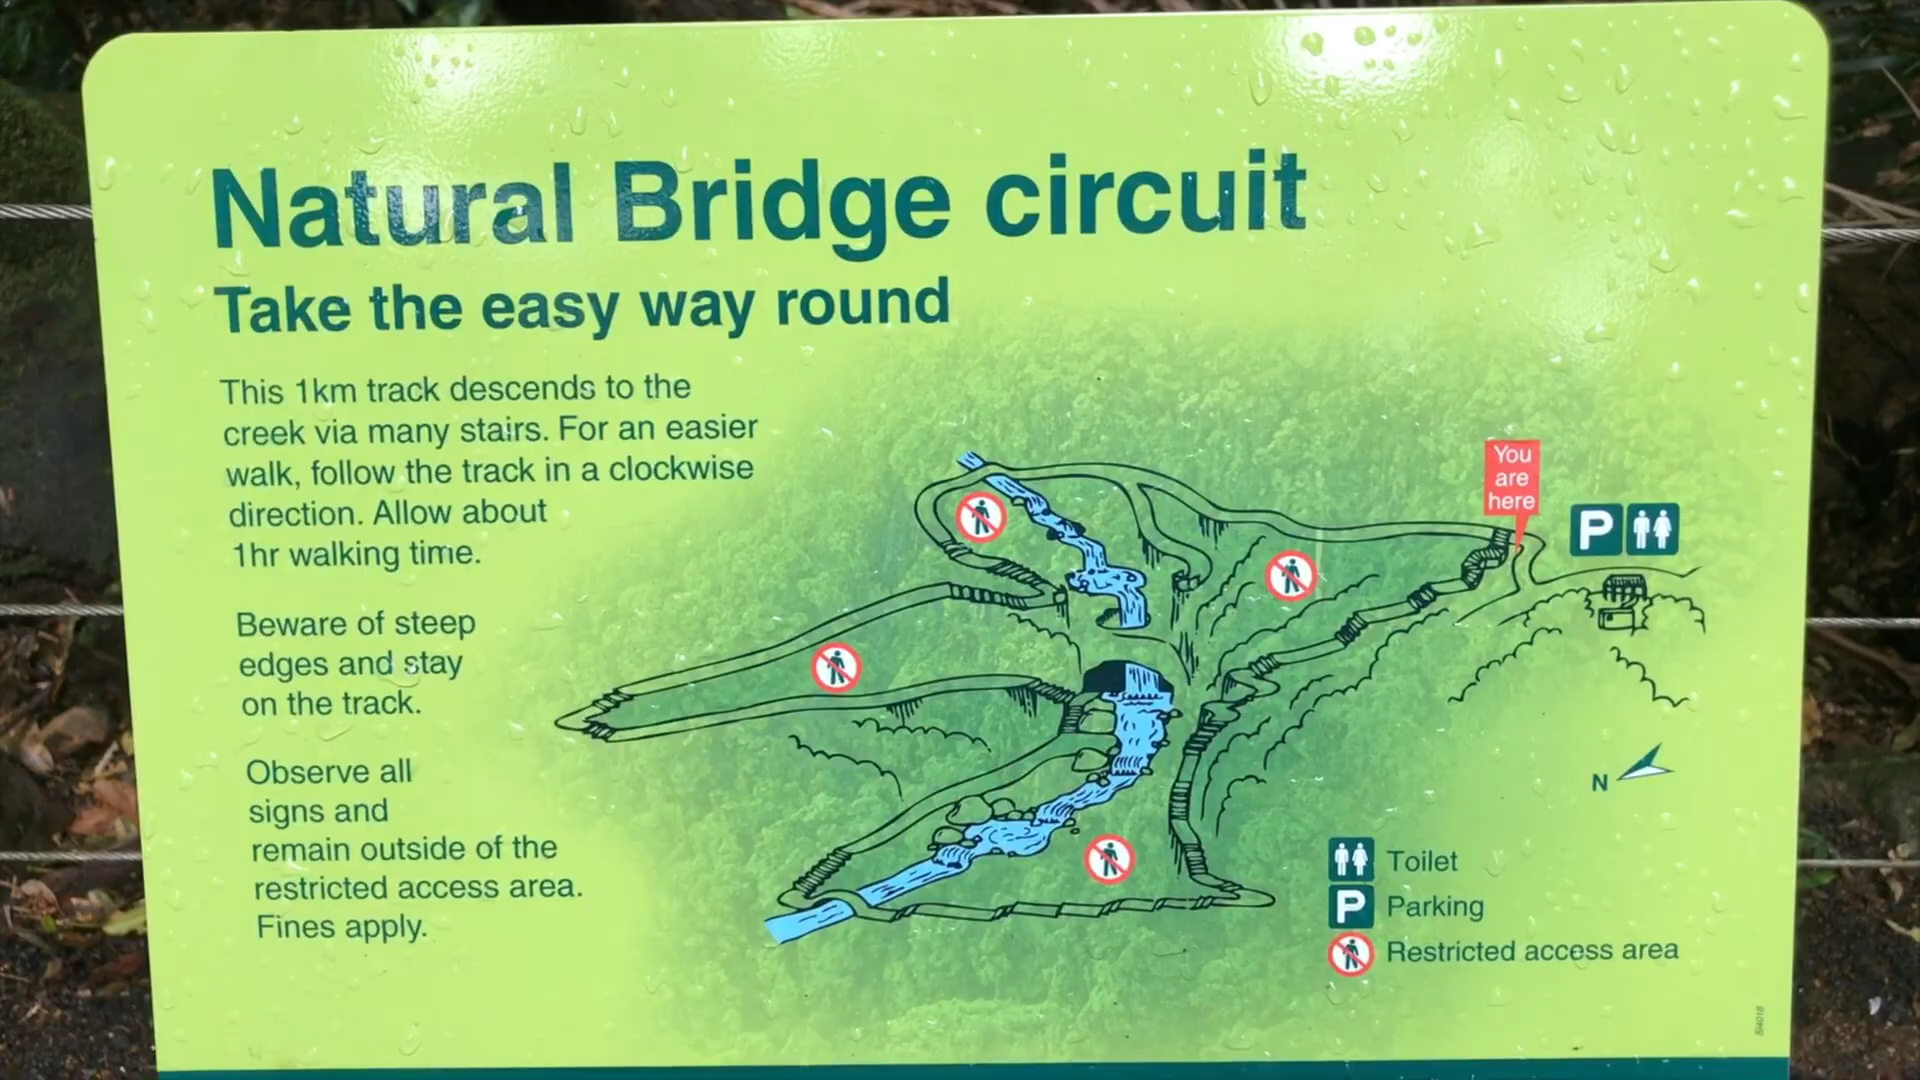 Natural Bridge circuit
Take the easy way round
This 1km track descends to the
creek via many stairs. For an easier
walk, follow the track in a clockwise
direction. Allow about
1hr walking time.
Beware of steep
edges and stay
on the track.
Observe all
signs and
remain outside of the
restricted access area.
Fines apply.
You
are
here
P
N
Toilet
P Parking
Restricted access area